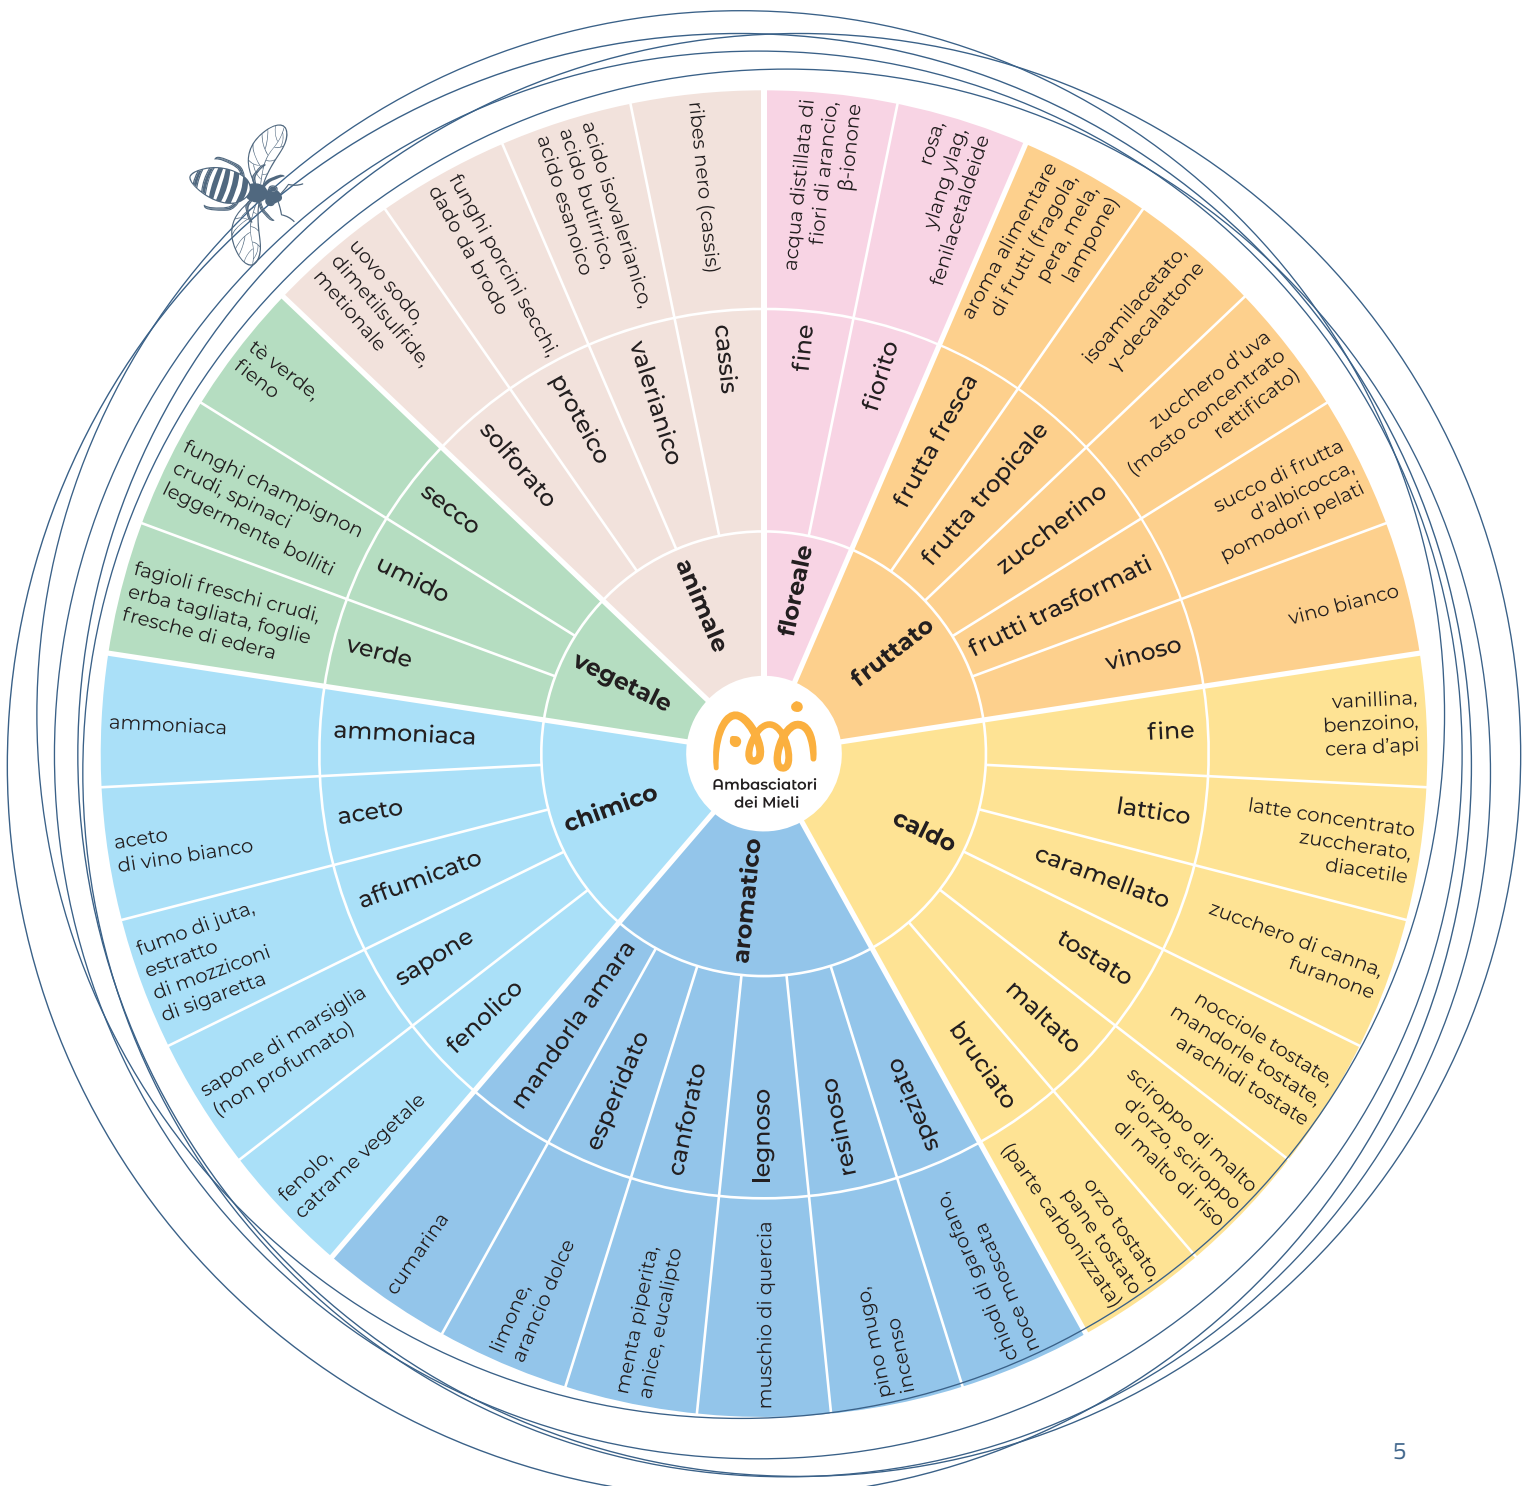 Ambasciatori
dei Mieli
floreale
fine
acqua distillata di
fiori di arancio,
β-ionone
fiorito
rosa,
ylang ylag,
fenilacetaldeide
fruttato
frutta fresca
aroma alimentare
di frutti (fragola,
pera, mela,
lampone)
frutta tropicale
isoamilacetato,
γ-decalattone
zuccherino
zucchero d'uva
(mosto concentrato
rettificato)
frutti trasformati
succo di frutta
d'albicocca,
pomodori pelati
vinoso
vino bianco
caldo
fine
vanillina,
benzoino,
cera d'api
lattico
latte concentrato
zuccherato,
diacetile
caramellato
zucchero di canna,
furanone
tostato
nocciole tostate,
mandorle tostate,
arachidi tostate
maltato
sciroppo di malto
d'orzo, sciroppo
di malto di riso
bruciato
orzo tostato,
pane tostato
(parte carbonizzata)
aromatico
speziato
chiodi di garofano,
noce moscata
resinoso
pino mugo,
incenso
legnoso
muschio di quercia
canforato
menta piperita,
anice, eucalipto
esperidato
limone,
arancio dolce
mandorla amara
cumarina
chimico
fenolico
fenolo,
catrame vegetale
sapone
sapone di marsiglia
(non profumato)
affumicato
fumo di juta,
estratto
di mozziconi
di sigaretta
aceto
aceto
di vino bianco
ammoniaca
ammoniaca
vegetale
verde
fagioli freschi crudi,
erba tagliata, foglie
fresche di edera
umido
funghi champignon
crudi, spinaci
leggermente bolliti
secco
tè verde,
fieno
animale
solforato
uovo sodo,
dimetilsulfide,
metionale
proteico
funghi porcini secchi,
dado da brodo
valerianico
acido isovalerianico,
acido butirrico,
acido esanoico
cassis
ribes nero (cassis)
5